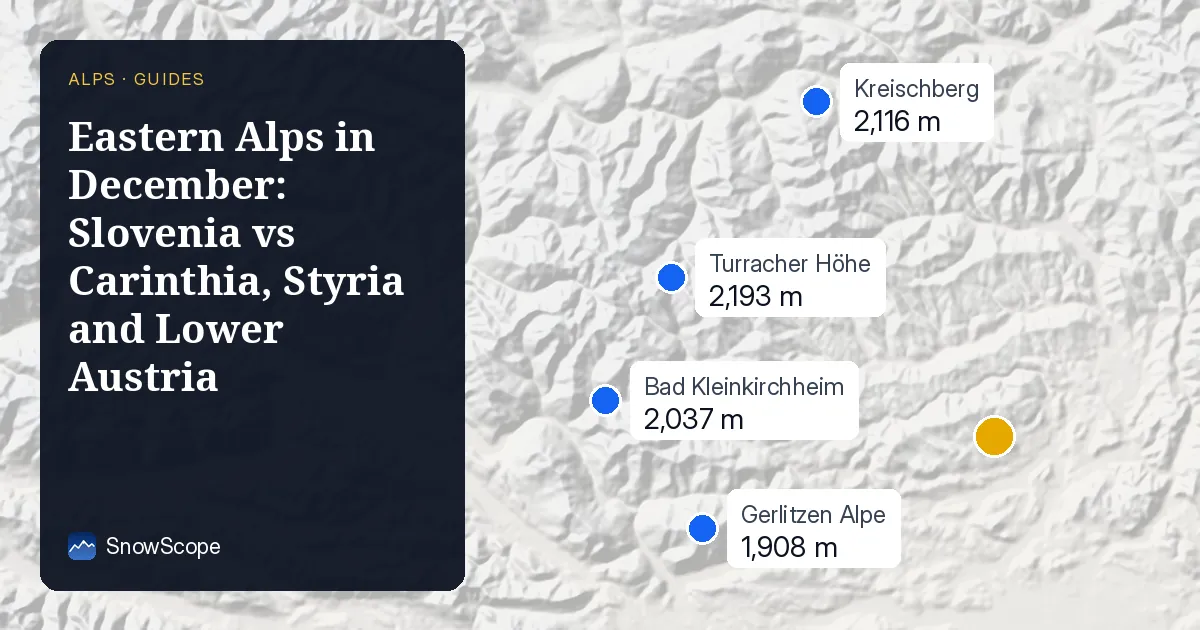 ALPS · GUIDES
Eastern Alps in
December:
Slovenia vs
Carinthia, Styria
and Lower
Austria
SnowScope
Kreischberg
2,116 m
Turracher Höhe
2,193 m
Bad Kleinkirchheim
2,037 m
Gerlitzen Alpe
1,908 m